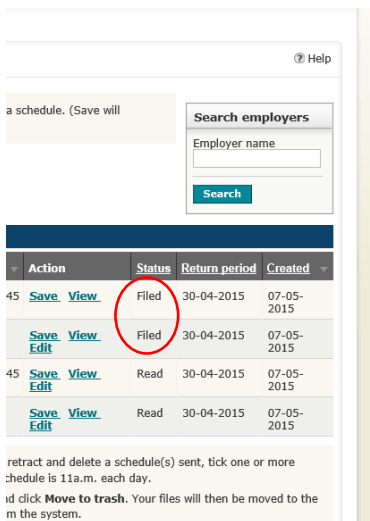 Help
a schedule. (Save will
Search employers
Employer name
Search
Action Status Return period Created
45 Save View Filed 30-04-2015 07-05-
2015
Save View Filed 30-04-2015 07-05-
Edit 2015
45 Save View Read 30-04-2015 07-05-
Edit 2015
Save View Read 30-04-2015 07-05-
Edit 2015
retract and delete a schedule(s) sent, tick one or more
chedule is 11a.m. each day.
nd click Move to trash. Your files will then be moved to the
m the system.